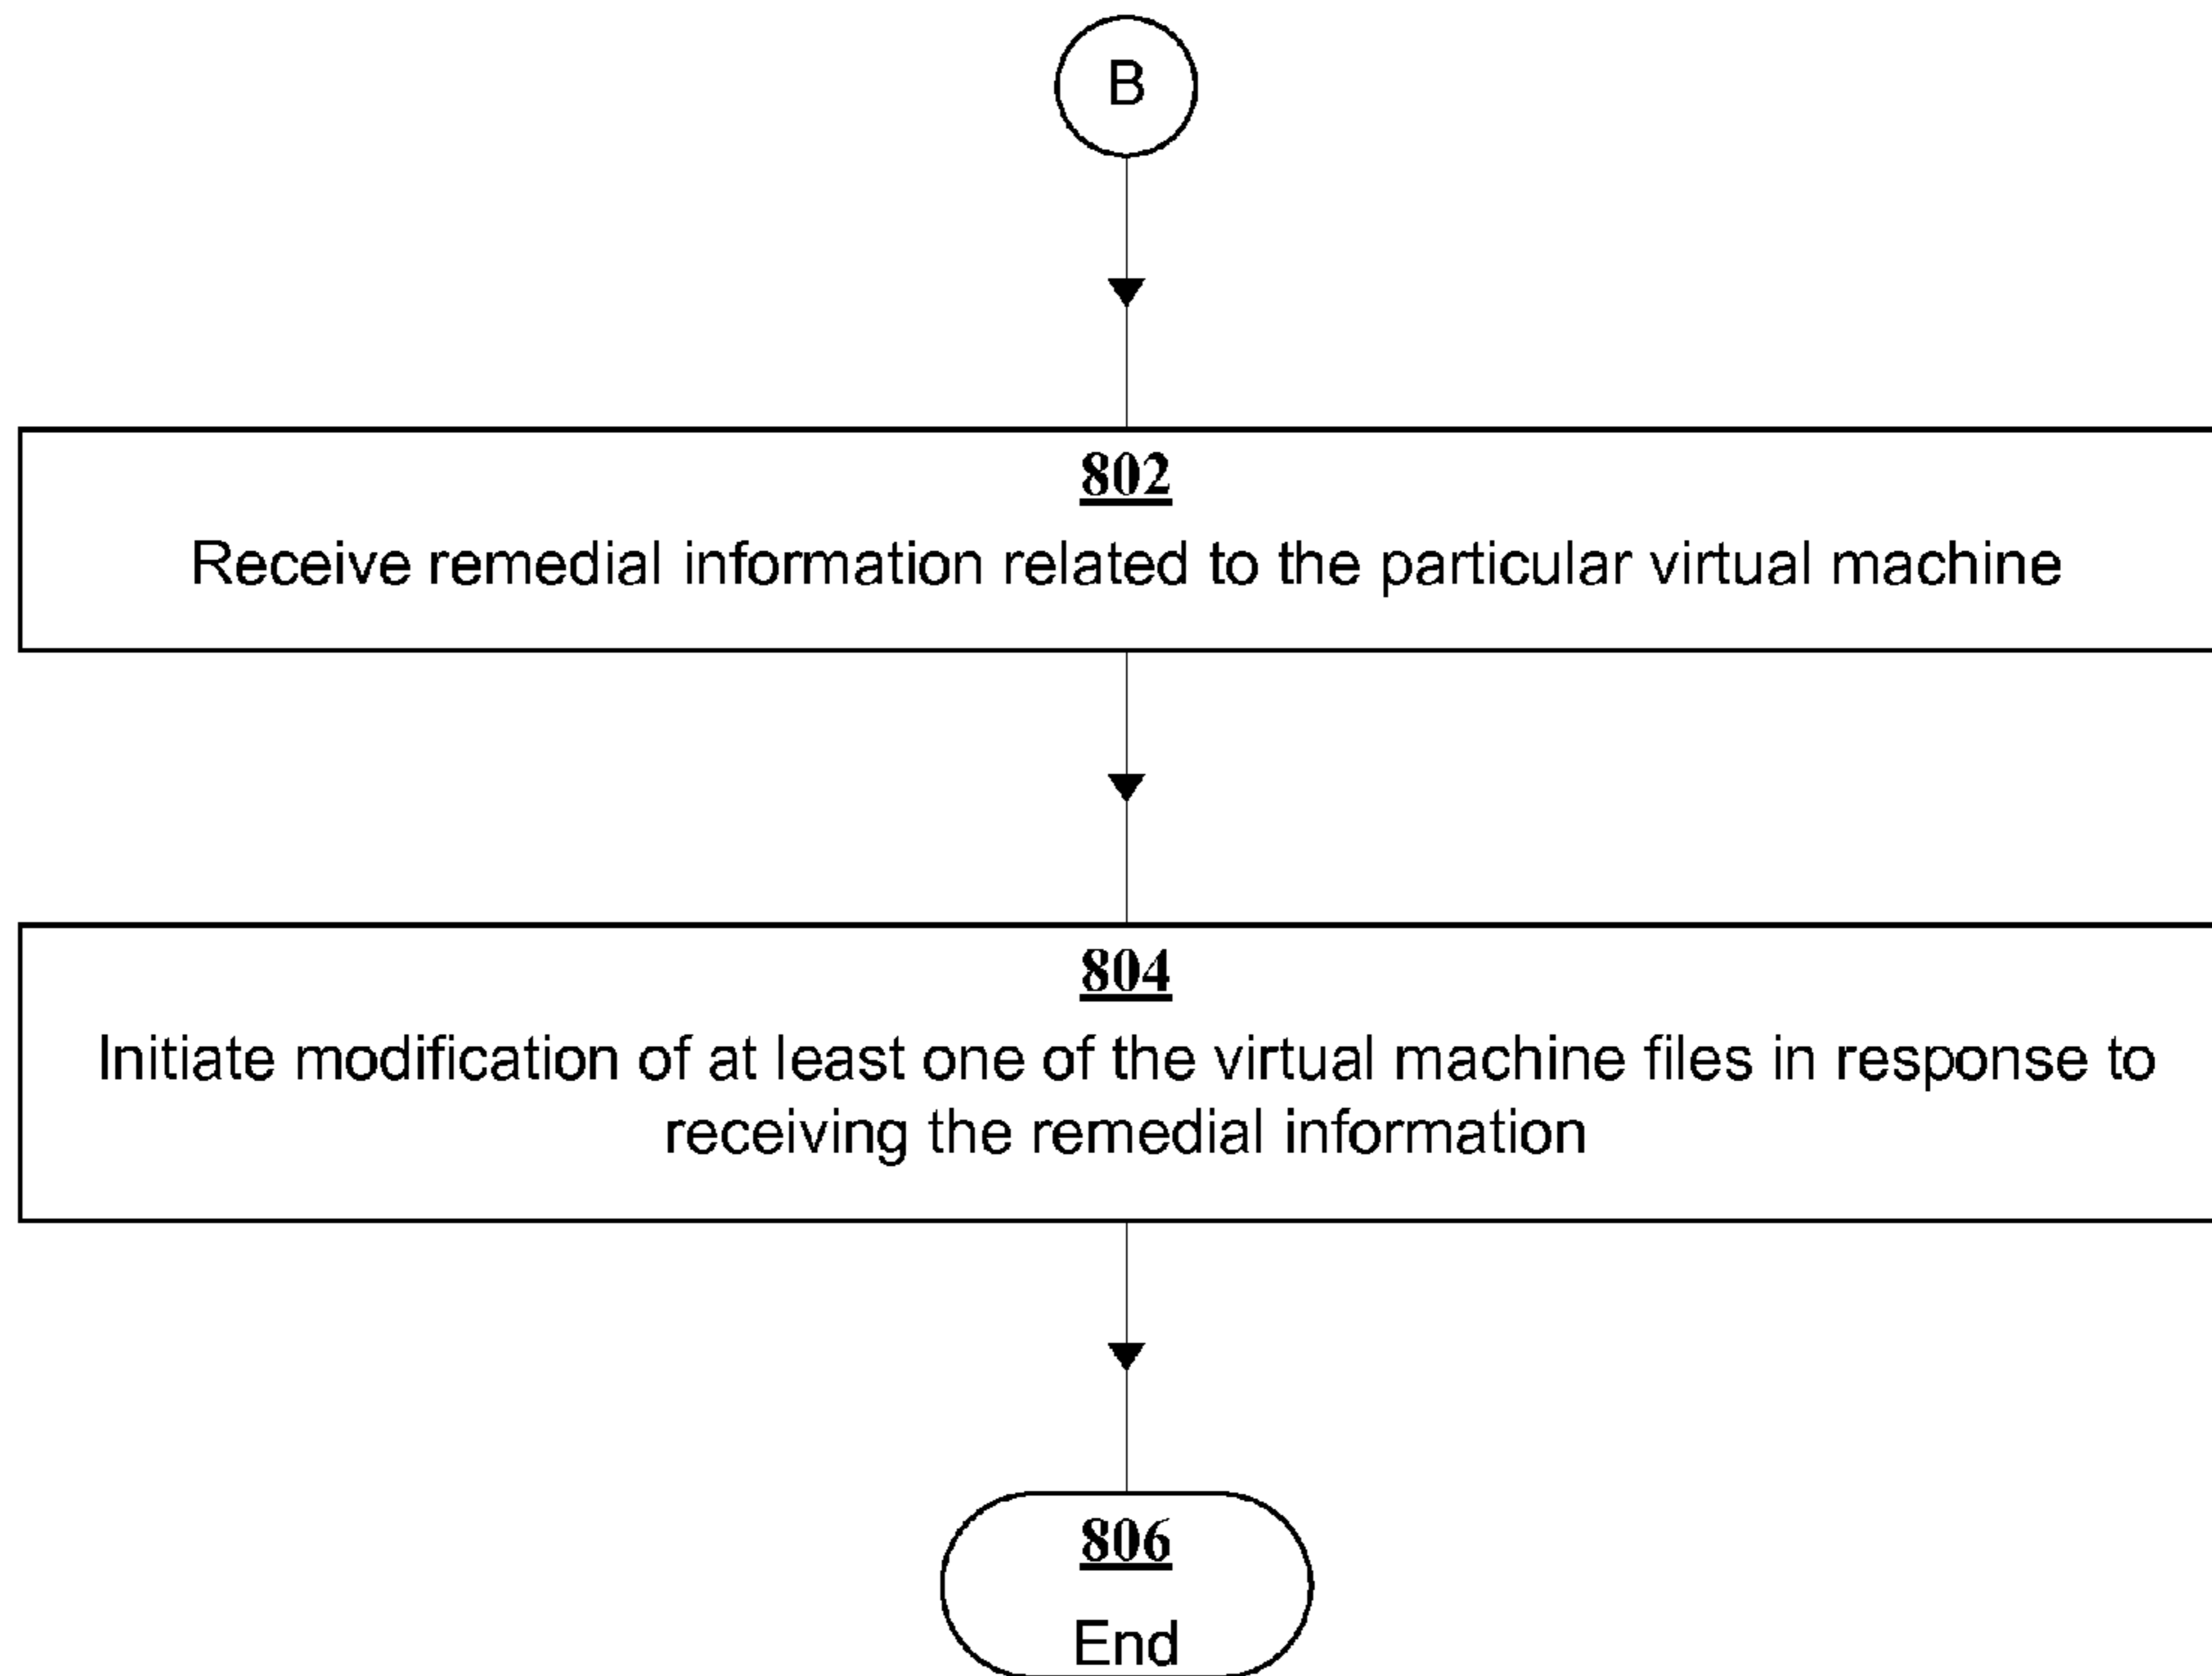 B
802
Receive remedial information related to the particular virtual machine
804
Initiate modification of at least one of the virtual machine files in response to
receiving the remedial information
806
End